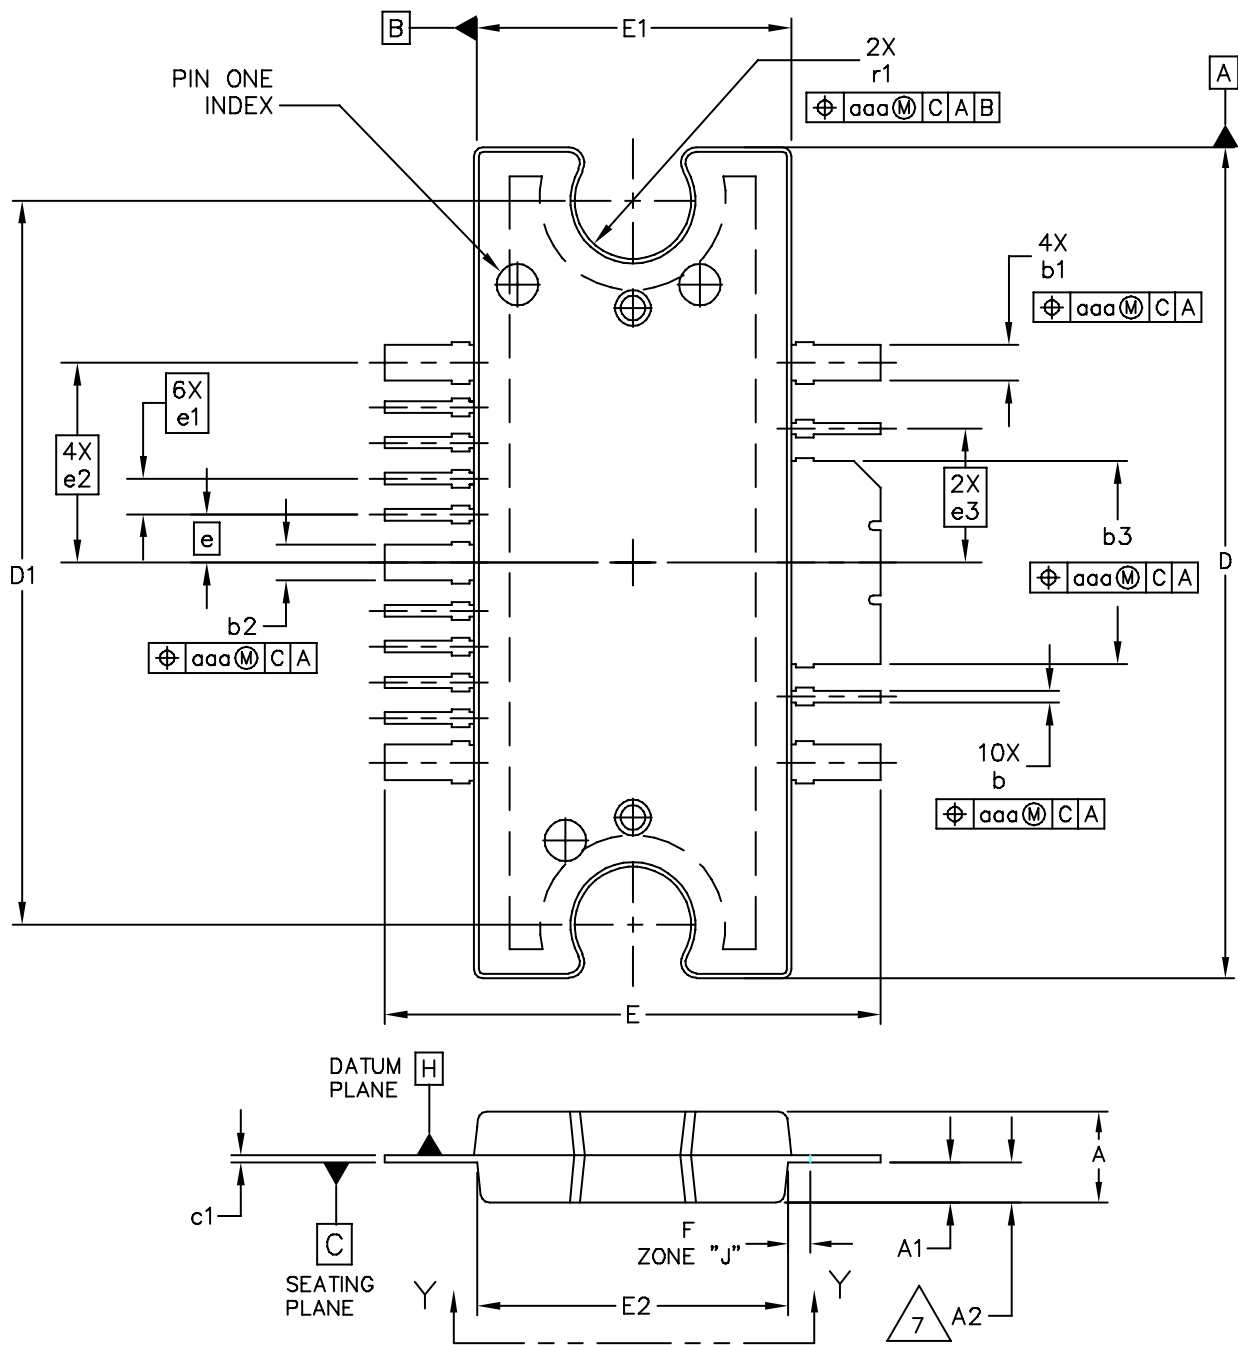 B
E1
2X
r1
⌖ aaa Ⓜ C A B
A
PIN ONE
INDEX
4X
b1
⌖ aaa Ⓜ C A
6X
e1
4X
e2
2X
e3
e
b3
⌖ aaa Ⓜ C A
D1
D
b2
⌖ aaa Ⓜ C A
10X
b
⌖ aaa Ⓜ C A
E
DATUM
PLANE
H
A
c1
C
SEATING
PLANE
F
ZONE "J"
A1
Y
Y
E2
7
A2